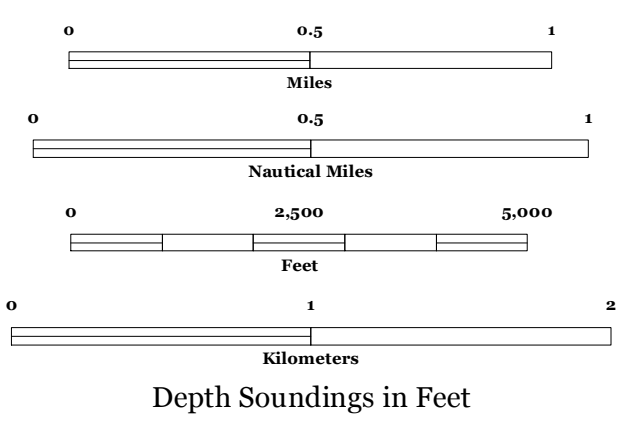 0 0.5 1
Miles
0 0.5 1
Nautical Miles
0 2,500 5,000
Feet
0 1 2
Kilometers
Depth Soundings in Feet